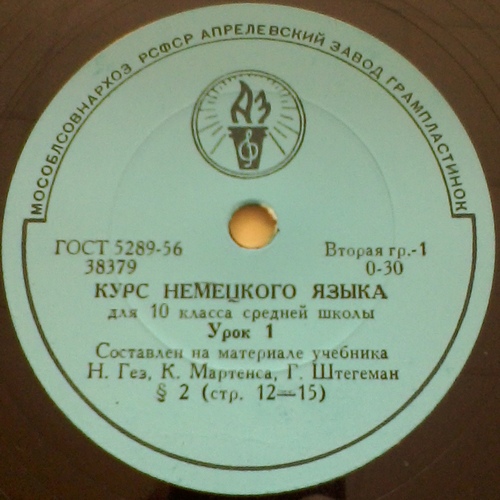 МОСОБЛСОВНАРХОЗ РСФСР АПРЕЛЕВСКИЙ ЗАВОД ГРАМПЛАСТИНОК
АЗ
ГОСТ 5289-56
38379
Вторая гр.-1
0-30
КУРС НЕМЕЦКОГО ЯЗЫКА
для 10 класса средней школы
Урок 1
Составлен на материале учебника
Н. Гез, К. Мартенса, Г. Штегеман
§ 2 (стр. 12—15)